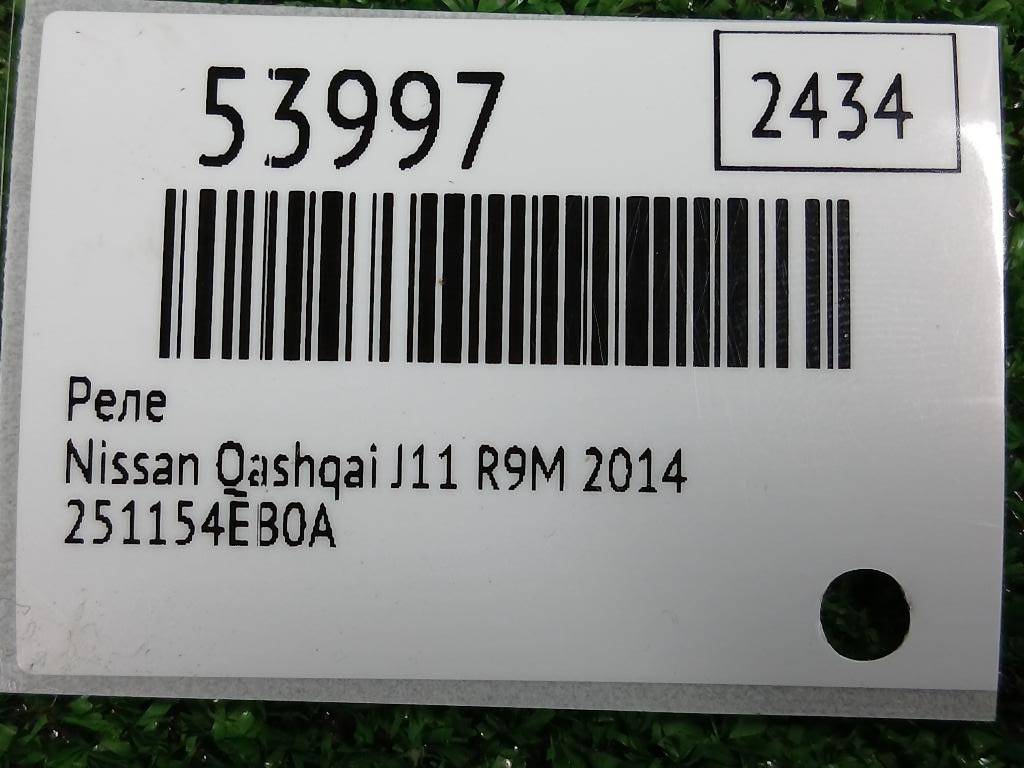 53997
2434
Реле
Nissan Qashqai J11 R9M 2014
251154EB0A